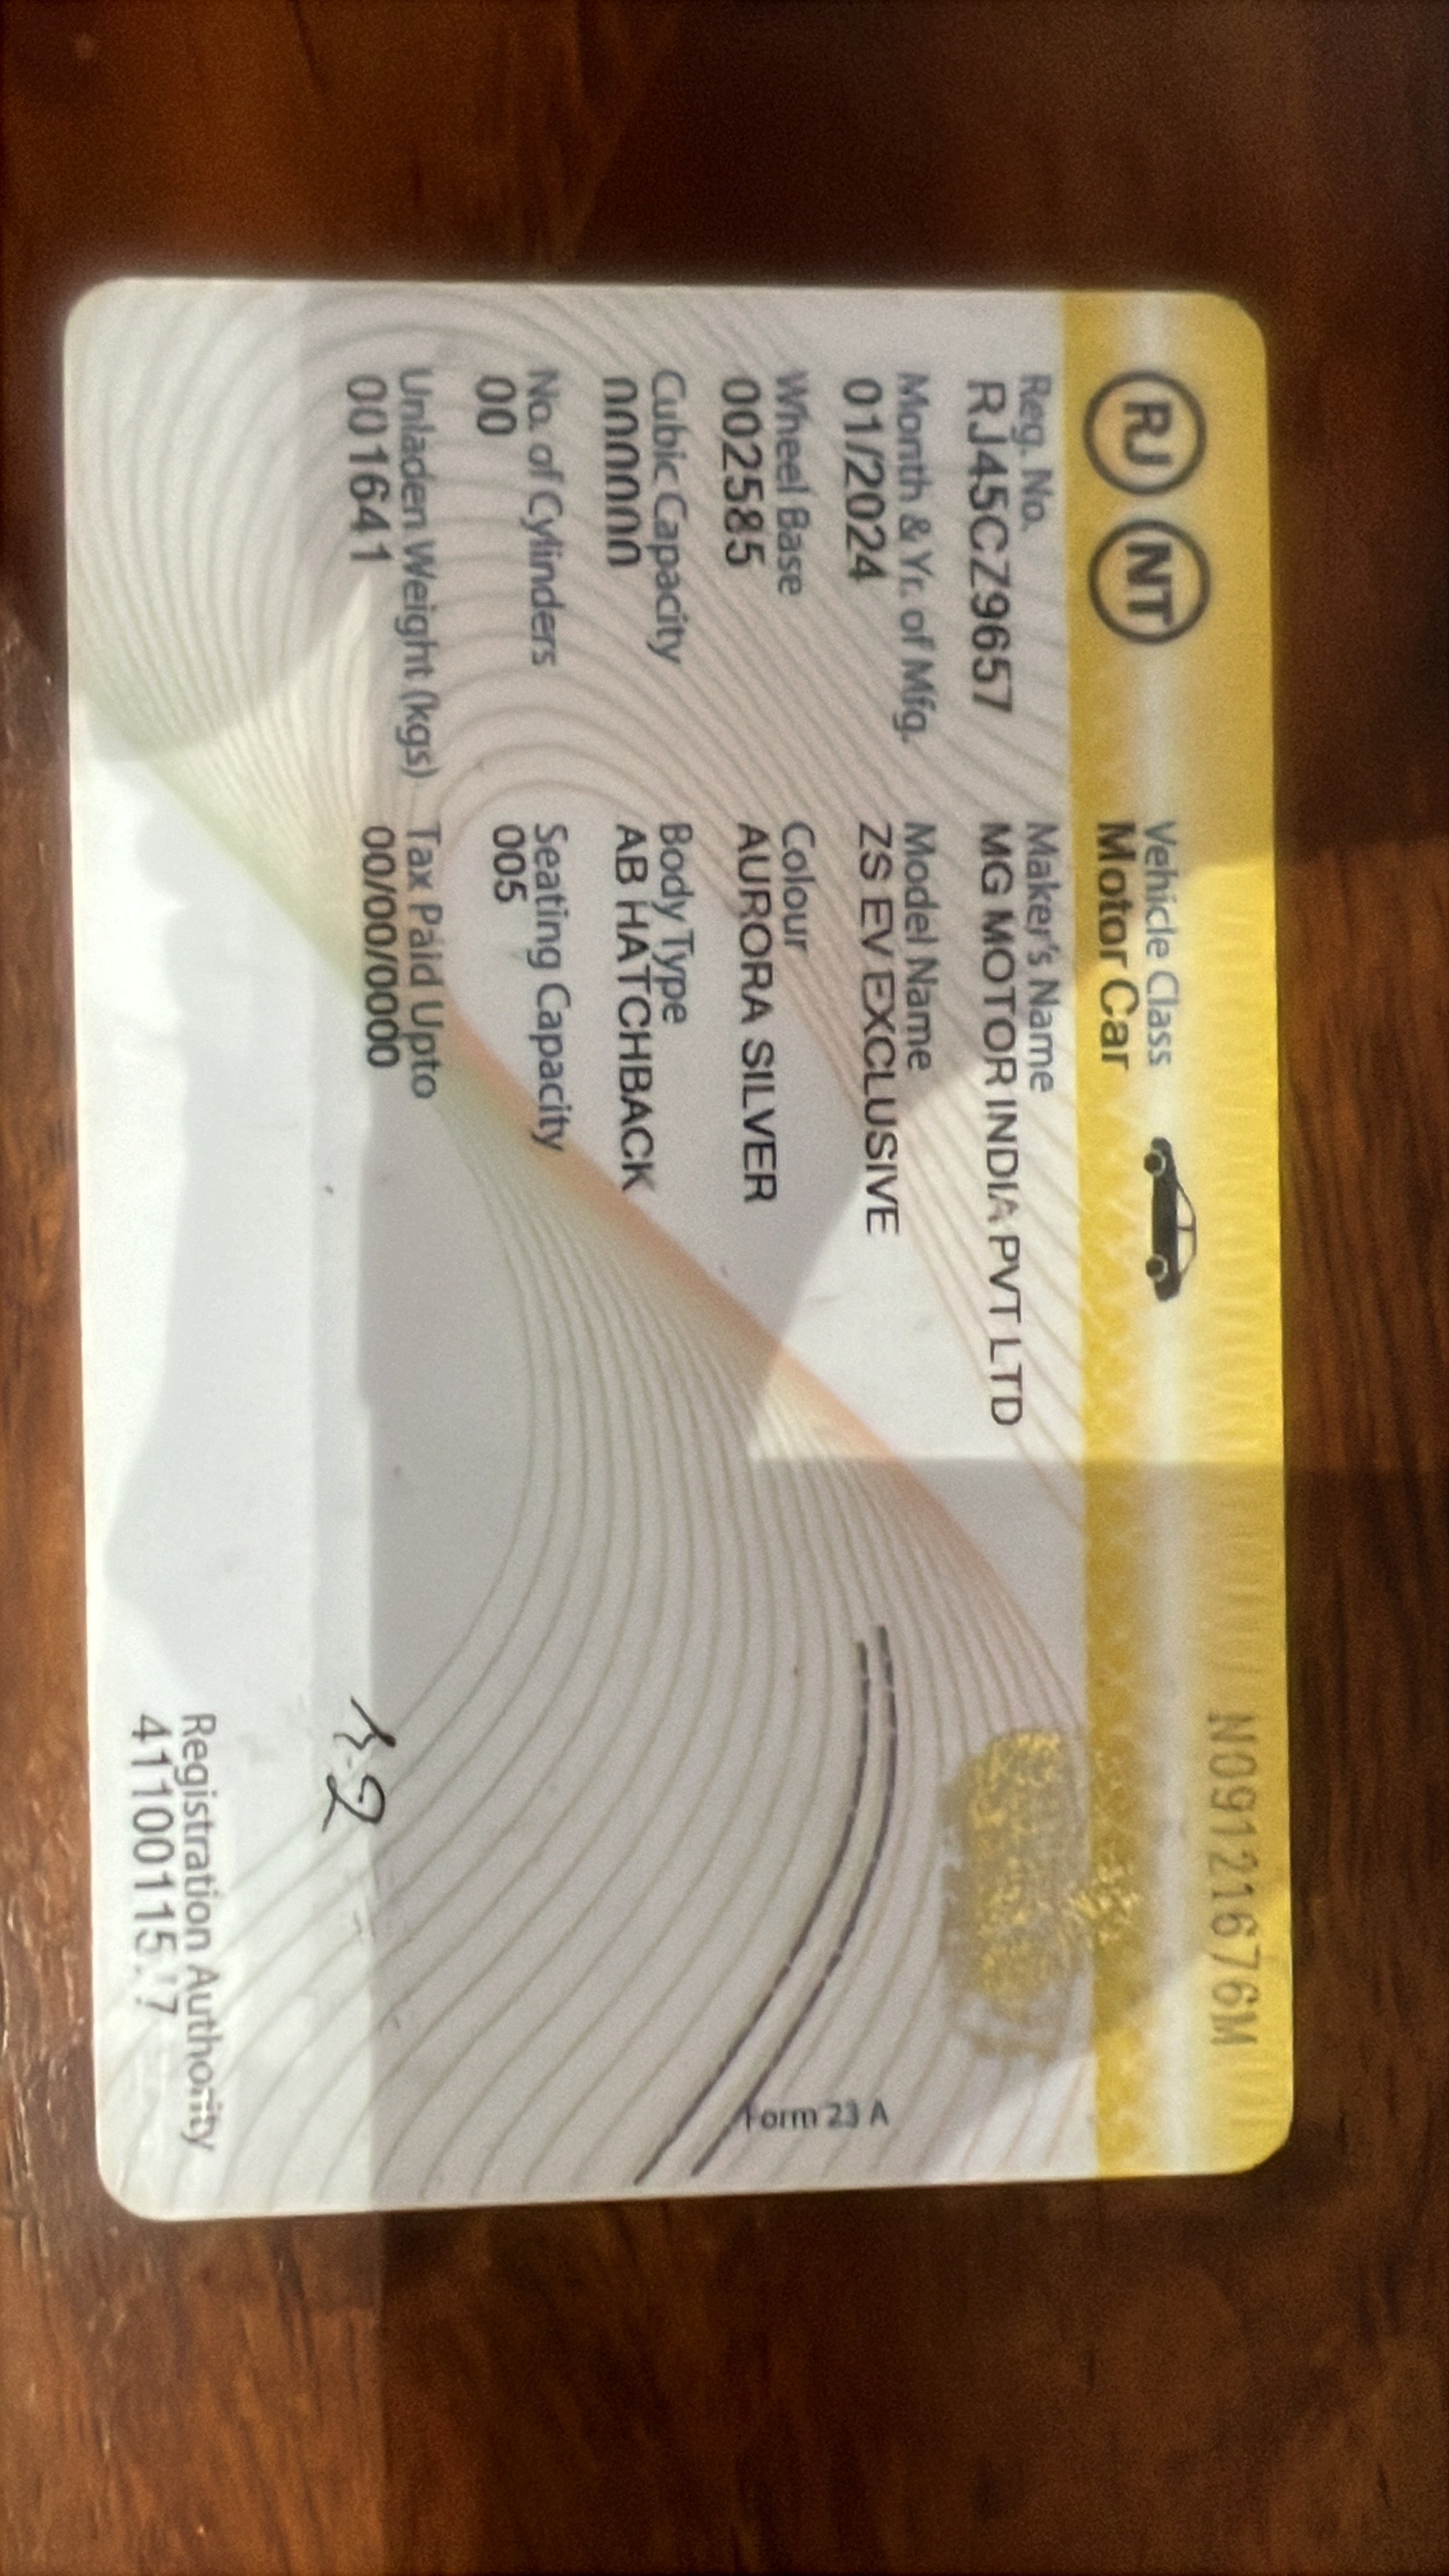 RJ NT
Vehicle Class
Motor Car
N09121676M
Reg. No.
RJ45CZ9657
Maker's Name
MG MOTOR INDIA PVT LTD
Month & Yr. of Mfg.
01/2024
Model Name
ZS EV EXCLUSIVE
Wheel Base
002585
Colour
AURORA SILVER
Cubic Capacity
Body Type
AB HATCHBACK
No. of Cylinders
00
Seating Capacity
005
Unladen Weight (kgs)
001641
Tax Paid Upto
00/00/0000
Form 23 A
Registration Authority